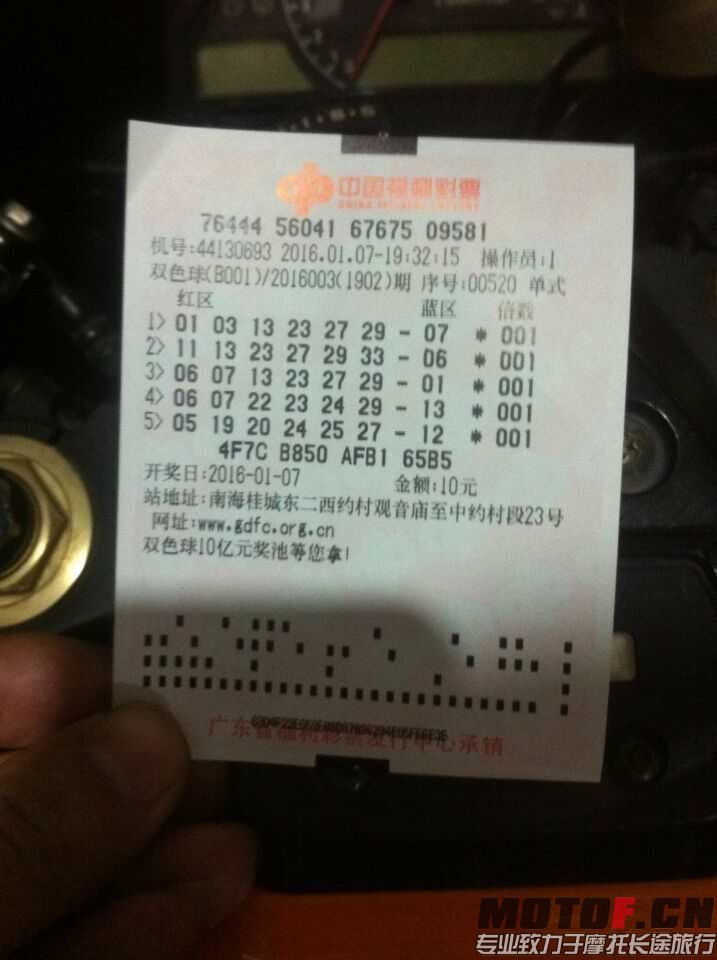 中国福利彩票
CHINA WELFARE LOTTERY
76444 56041 67675 09581
机号:44130693 2016.01.07-19:32:15 操作员:1
双色球(B001)/2016003(1902)期 序号:00520 单式
红区 蓝区 倍数
1> 01 03 13 23 27 29 - 07 * 001
2> 11 13 23 27 29 33 - 06 * 001
3> 06 07 13 23 27 29 - 01 * 001
4> 06 07 22 23 24 29 - 13 * 001
5> 05 19 20 24 25 27 - 12 * 001
4F7C B850 AFB1 65B5
开奖日:2016-01-07 金额:10元
站地址:南海桂城东二西约村观音庙至中约村段23号
网址:www.gdfc.org.cn
双色球10亿元奖池等您拿!
广东省福利彩票发行中心承销
MOTOF.CN
专业致力于摩托长途旅行